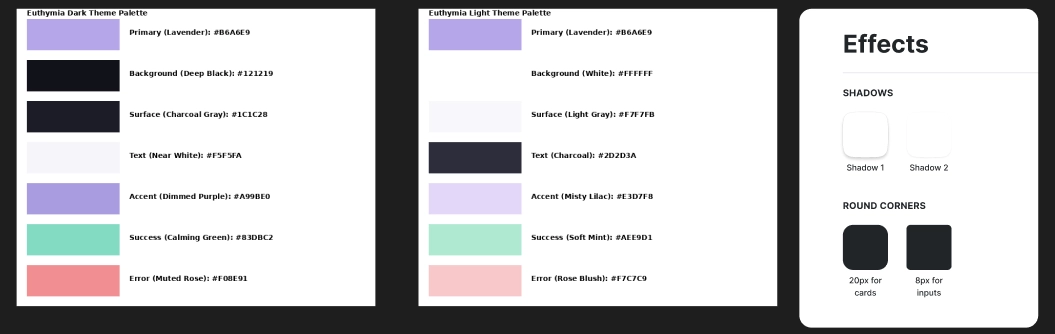 Euthymia Dark Theme Palette
Primary (Lavender): #B6A6E9
Background (Deep Black): #121219
Surface (Charcoal Gray): #1C1C28
Text (Near White): #F5F5FA
Accent (Dimmed Purple): #A99BE0
Success (Calming Green): #83DBC2
Error (Muted Rose): #F08E91
Euthymia Light Theme Palette
Primary (Lavender): #B6A6E9
Background (White): #FFFFFF
Surface (Light Gray): #F7F7FB
Text (Charcoal): #2D2D3A
Accent (Misty Lilac): #E3D7F8
Success (Soft Mint): #AEE9D1
Error (Rose Blush): #F7C7C9
Effects
SHADOWS
Shadow 1
Shadow 2
ROUND CORNERS
20px for
cards
8px for
inputs